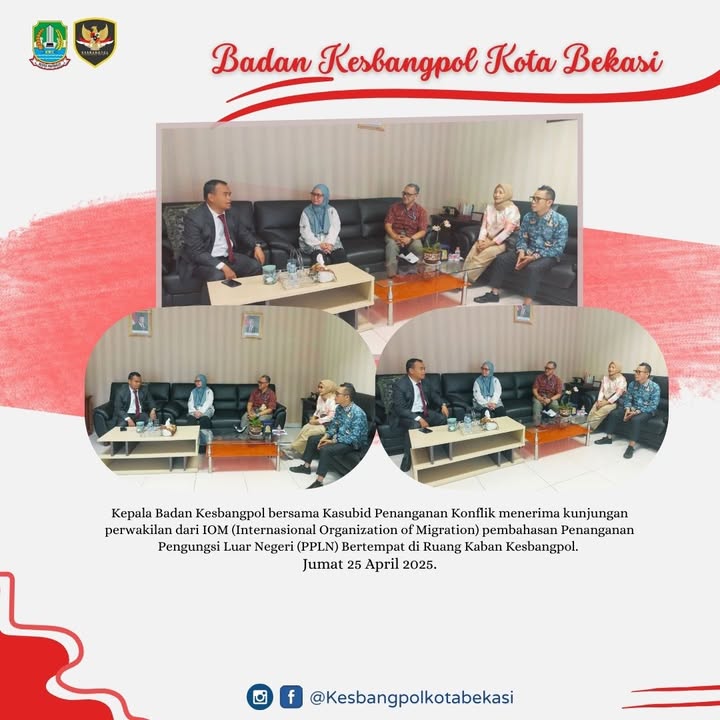 Badan Kesbangpol Kota Bekasi
Kepala Badan Kesbangpol bersama Kasubid Penanganan Konflik menerima kunjungan
perwakilan dari IOM (Internasional Organization of Migration) pembahasan Penanganan
Pengungsi Luar Negeri (PPLN) Bertempat di Ruang Kaban Kesbangpol.
Jumat 25 April 2025.
@Kesbangpolkotabekasi